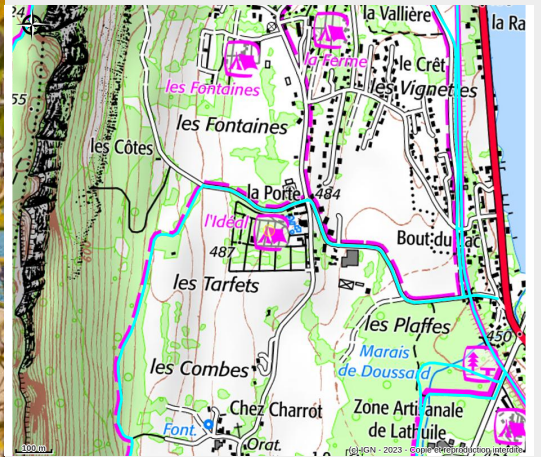 la Vallière
la Ra
la Ferme
le Crêt
les Fontaines
les Vignettes
55
les Fontaines
les Côtes
la Porte
484
l'Idéal
487
Bout du Lac
600
les Tarfets
les Plaffes
450
Marais
de Doussard
les Combes
Chez Charrot
Zone Artisanale
de Lathuile
Font.
Orat.
100 m
(c) IGN - 2023 - Copie et reproduction interdite